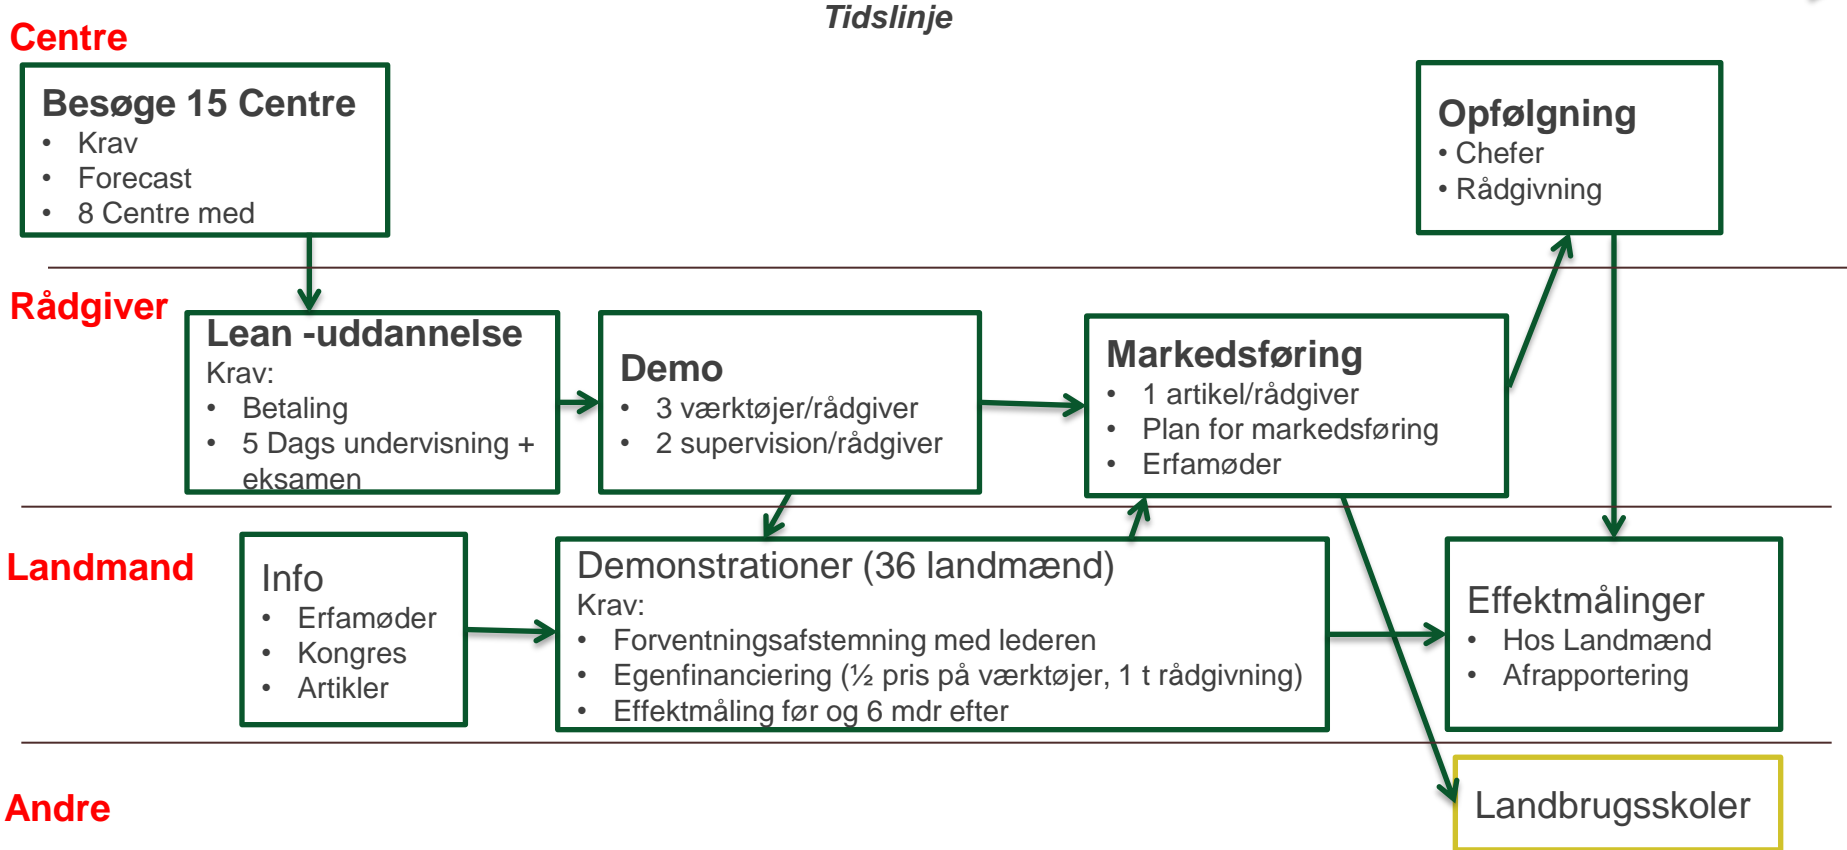 Tidslinje
Centre
Besøge 15 Centre
• Krav
• Forecast
• 8 Centre med
Opfølgning
• Chefer
• Rådgivning
Rådgiver
Lean -uddannelse
Krav:
• Betaling
• 5 Dags undervisning +
eksamen
Demo
• 3 værktøjer/rådgiver
• 2 supervision/rådgiver
Markedsføring
• 1 artikel/rådgiver
• Plan for markedsføring
• Erfamøder
Landmand
Info
• Erfamøder
• Kongres
• Artikler
Demonstrationer (36 landmænd)
Krav:
• Forventningsafstemning med lederen
• Egenfinanciering (½ pris på værktøjer, 1 t rådgivning)
• Effektmåling før og 6 mdr efter
Effektmålinger
• Hos Landmænd
• Afrapportering
Andre
Landbrugsskoler